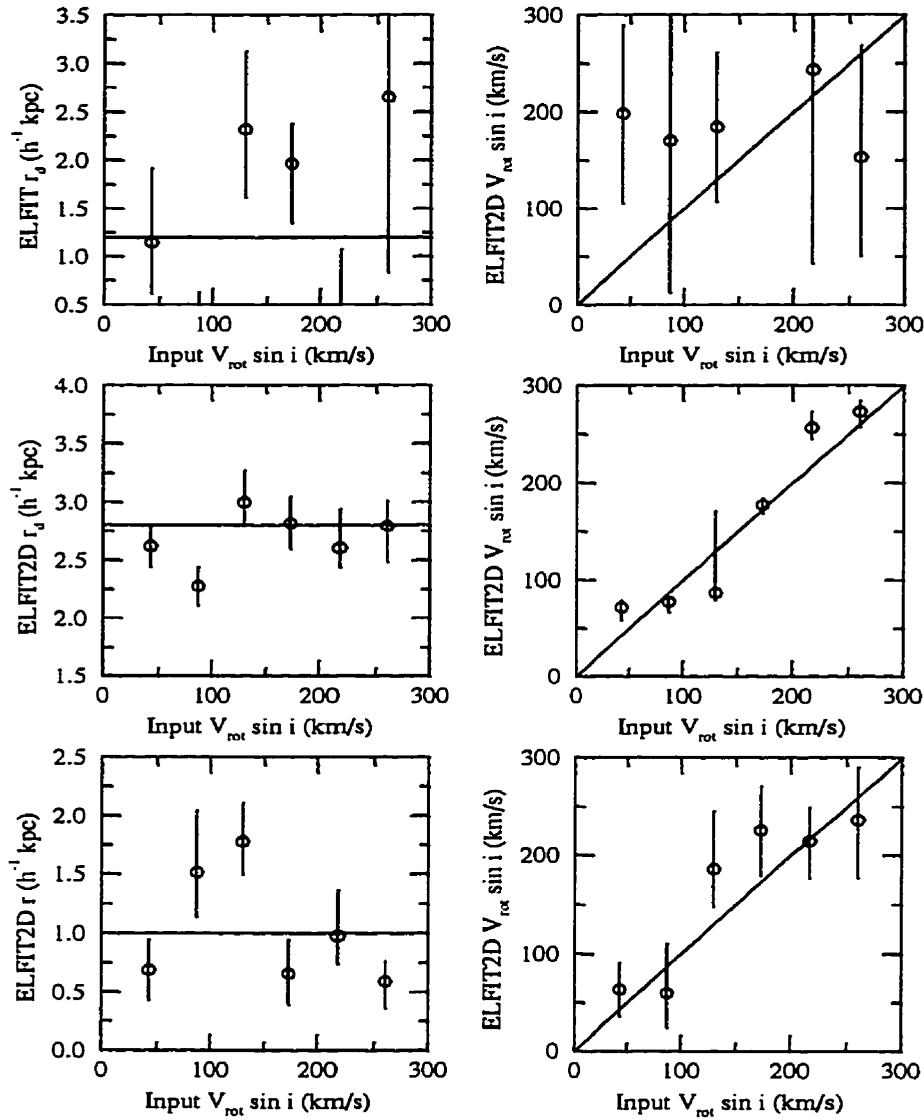 3.5
3.0
2.5
2.0
1.5
1.0
0.5
ELFIT r_d (h^-1 kpc)
0 100 200 300
Input V_rot sin i (km/s)
300
200
100
0
ELFIT2D V_rot sin i (km/s)
0 100 200 300
Input V_rot sin i (km/s)
4.0
3.5
3.0
2.5
2.0
1.5
ELFIT2D r_d (h^-1 kpc)
0 100 200 300
Input V_rot sin i (km/s)
300
200
100
0
ELFIT2D V_rot sin i (km/s)
0 100 200 300
Input V_rot sin i (km/s)
2.5
2.0
1.5
1.0
0.5
0.0
ELFIT2D r (h^-1 kpc)
0 100 200 300
Input V_rot sin i (km/s)
300
200
100
0
ELFIT2D V_rot sin i (km/s)
0 100 200 300
Input V_rot sin i (km/s)